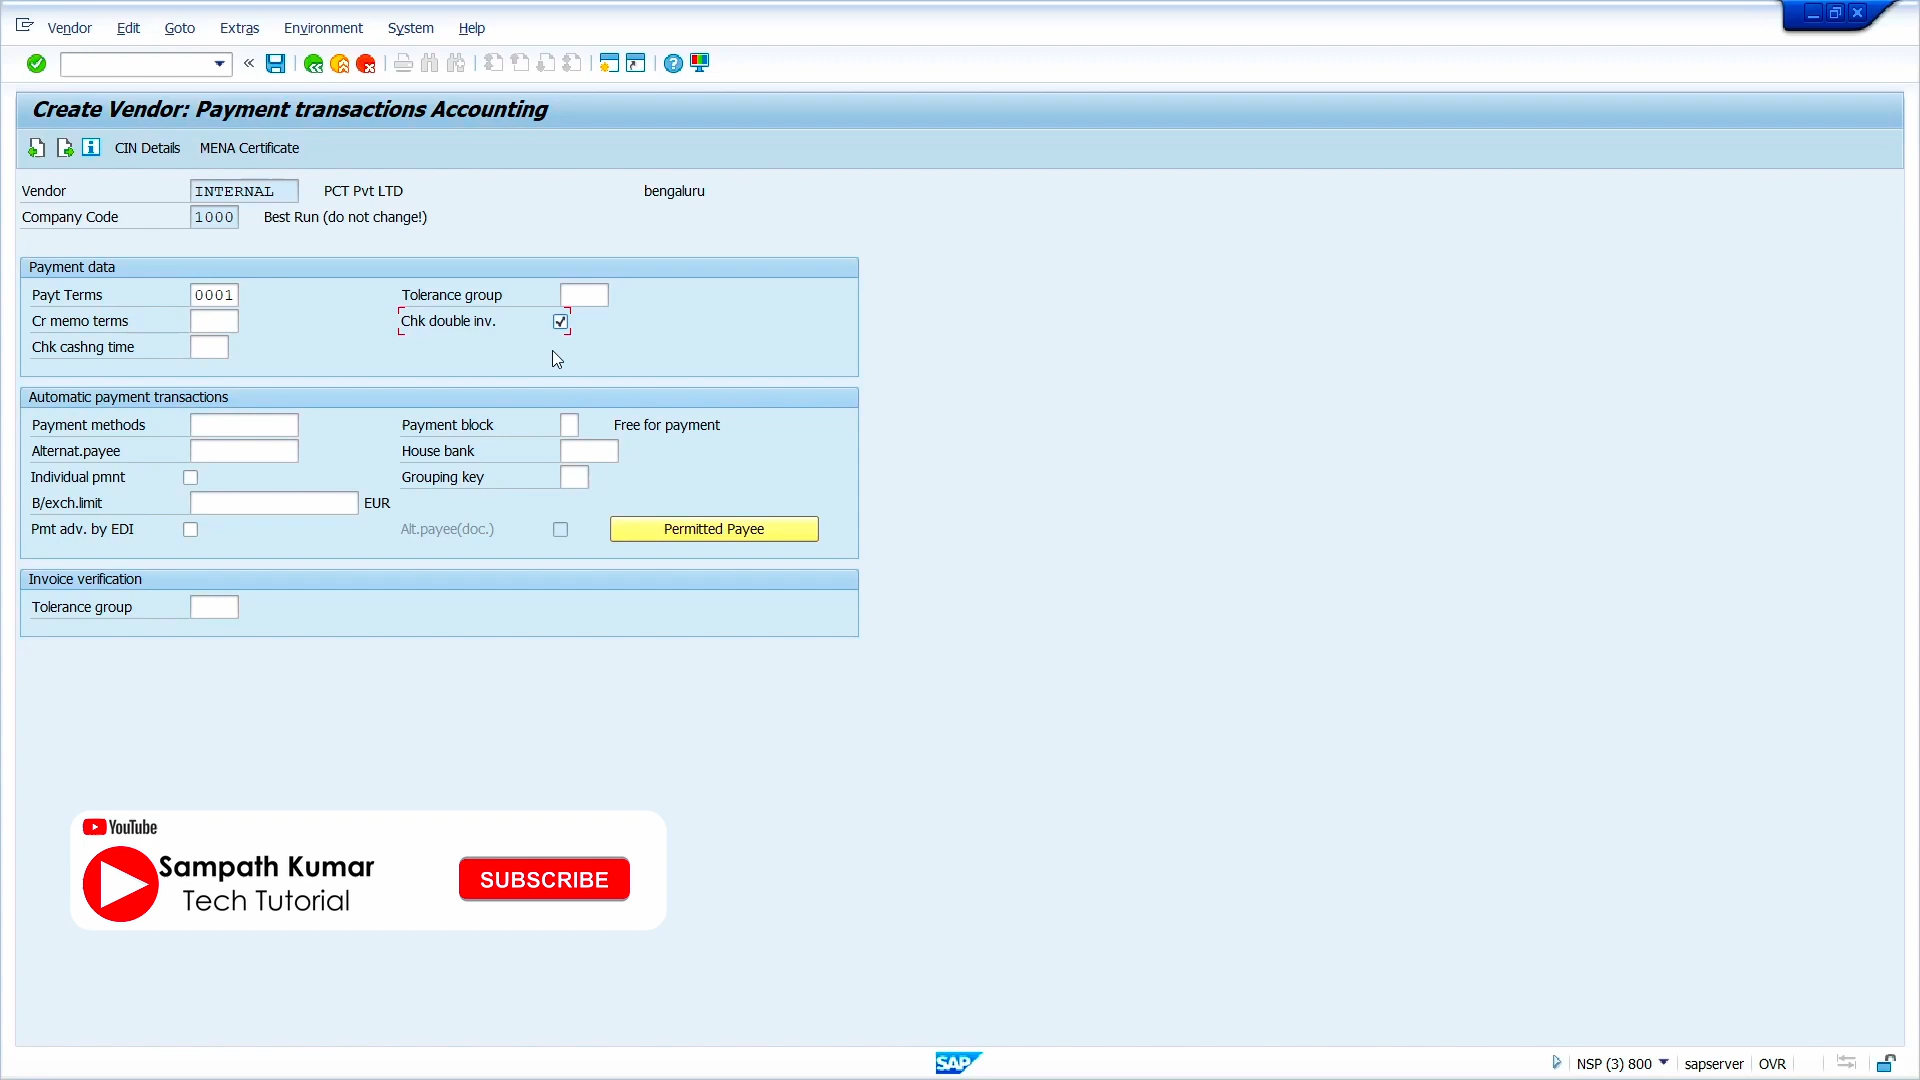 Vendor Edit Goto Extras Environment System Help
Create Vendor: Payment transactions Accounting
CIN Details MENA Certificate
Vendor INTERNAL PCT Pvt LTD bengaluru
Company Code 1000 Best Run (do not change!)
Payment data
Payt Terms 0001 Tolerance group
Cr memo terms Chk double inv.
Chk cashng time
Automatic payment transactions
Payment methods Payment block Free for payment
Alternat.payee House bank
Individual pmnt Grouping key
B/exch.limit EUR
Pmt adv. by EDI Alt.payee(doc.) Permitted Payee
Invoice verification
Tolerance group
YouTube
Sampath Kumar
Tech Tutorial
SUBSCRIBE
SAP NSP (3) 800 sapserver OVR